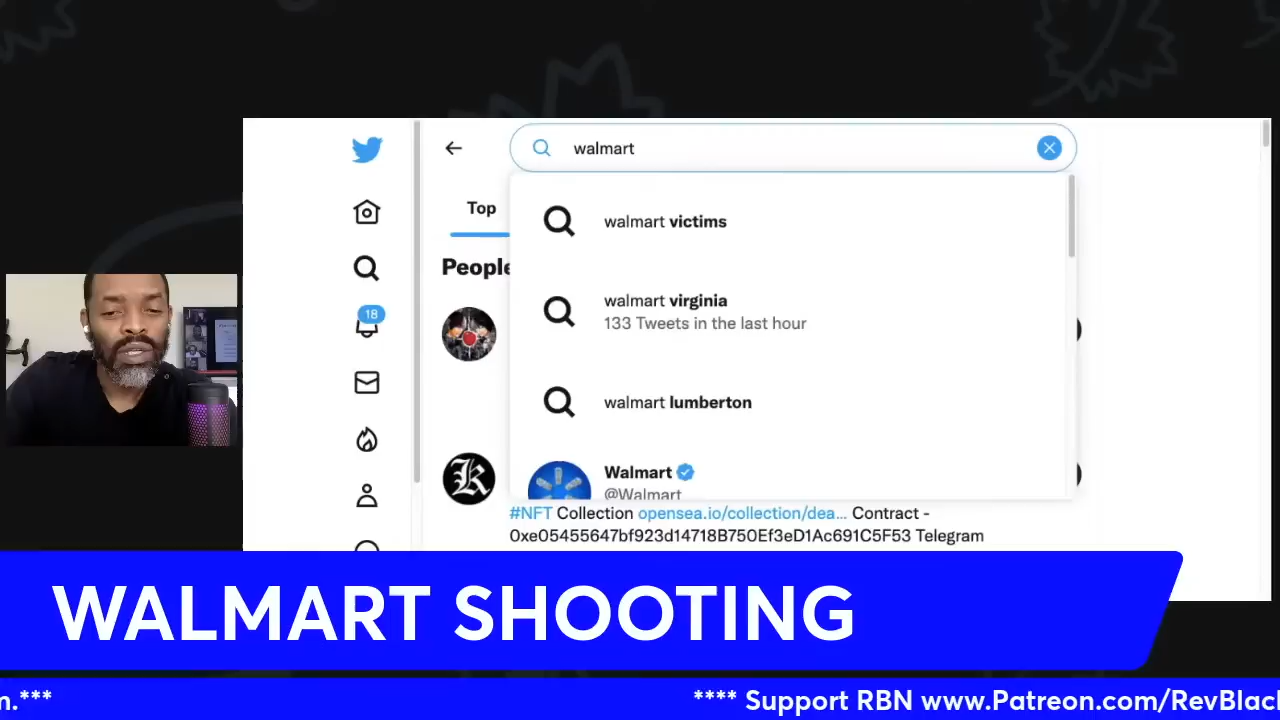 walmart
Top
walmart victims
People
18
walmart virginia
133 Tweets in the last hour
walmart lumberton
Walmart
@Walmart
#NFT Collection opensea.io/collection/dea... Contract -
0xe05455647bf923d14718B750Ef3eD1Ac691C5F53 Telegram
WALMART SHOOTING
m.*** **** Support RBN www.Patreon.com/RevBlac